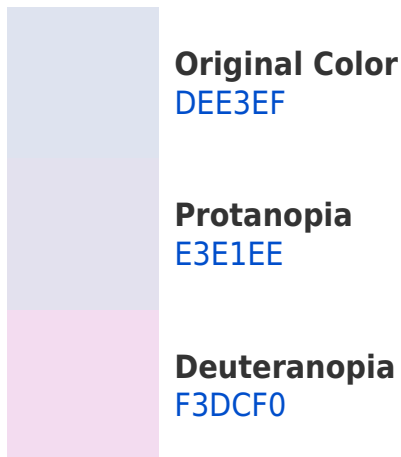 Original Color
DEE3EF
Protanopia
E3E1EE
Deuteranopia
F3DCF0